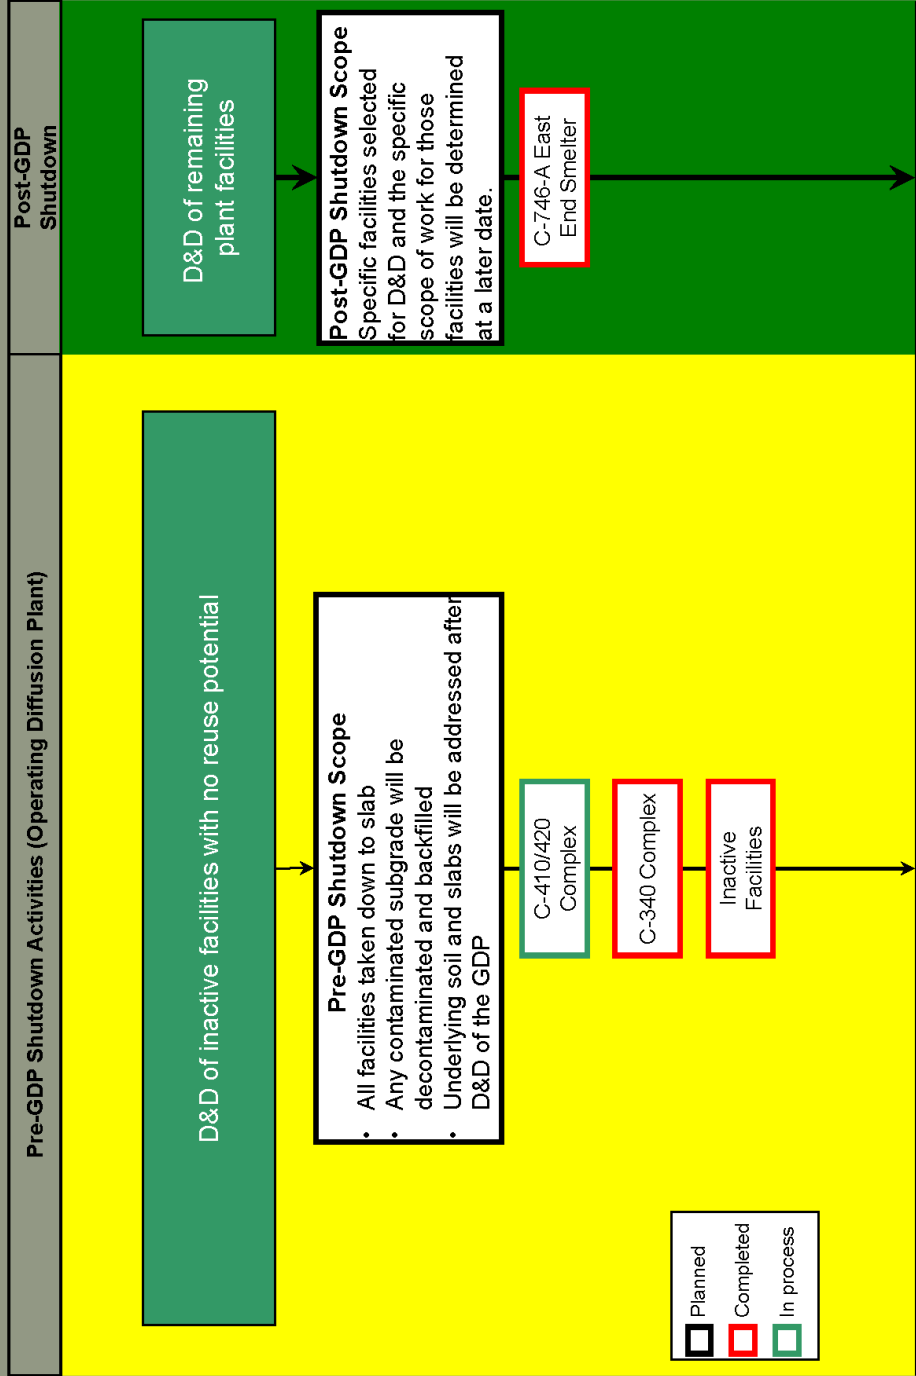 Pre-GDP Shutdown Activities (Operating Diffusion Plant)
Post-GDP
Shutdown
D&D of inactive facilities with no reuse potential
D&D of remaining
plant facilities
Pre-GDP Shutdown Scope
• All facilities taken down to slab
• Any contaminated subgrade will be
decontaminated and backfilled
• Underlying soil and slabs will be addressed after
D&D of the GDP
Post-GDP Shutdown Scope
Specific facilities selected
for D&D and the specific
scope of work for those
facilities will be determined
at a later date.
C-410/420
Complex
C-340 Complex
Inactive
Facilities
C-746-A East
End Smelter
Planned
Completed
In process